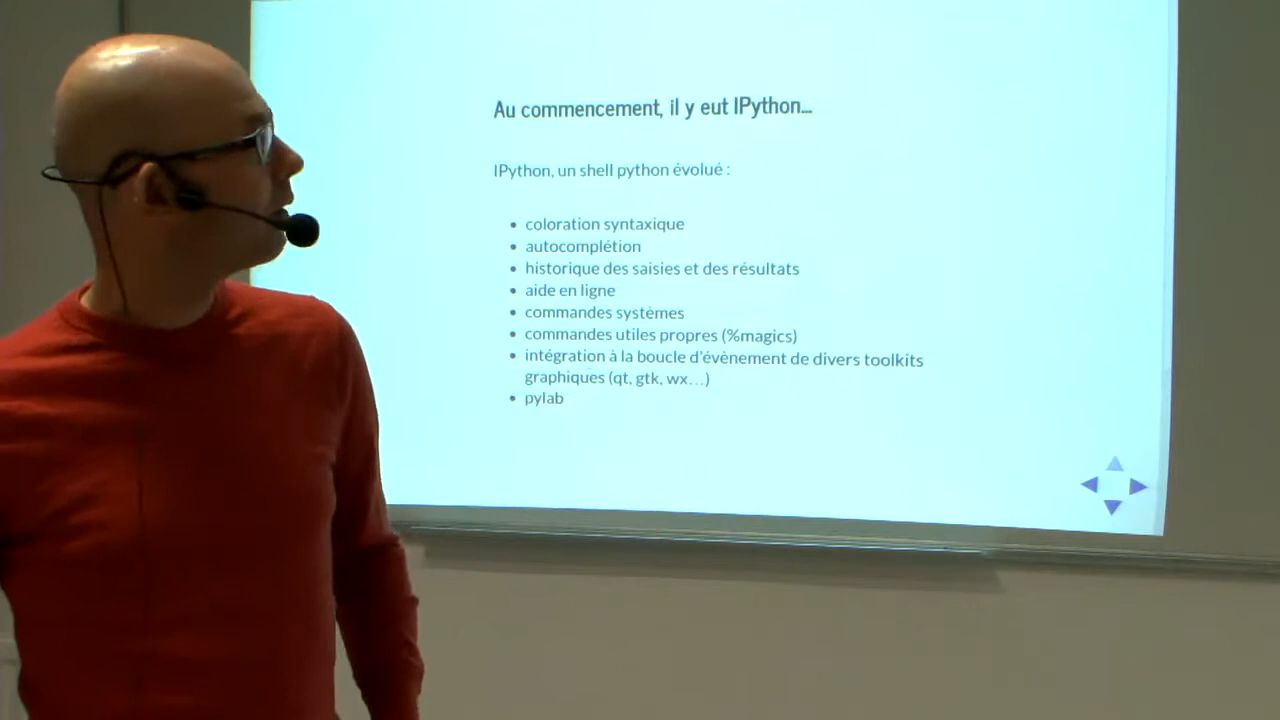 Au commencement, il y eut IPython...
IPython, un shell python évolué :
• coloration syntaxique
• autocomplétion
• historique des saisies et des résultats
• aide en ligne
• commandes systèmes
• commandes utiles propres (%magics)
• intégration à la boucle d'évènement de divers toolkits
graphiques (qt, gtk, wx…)
• pylab